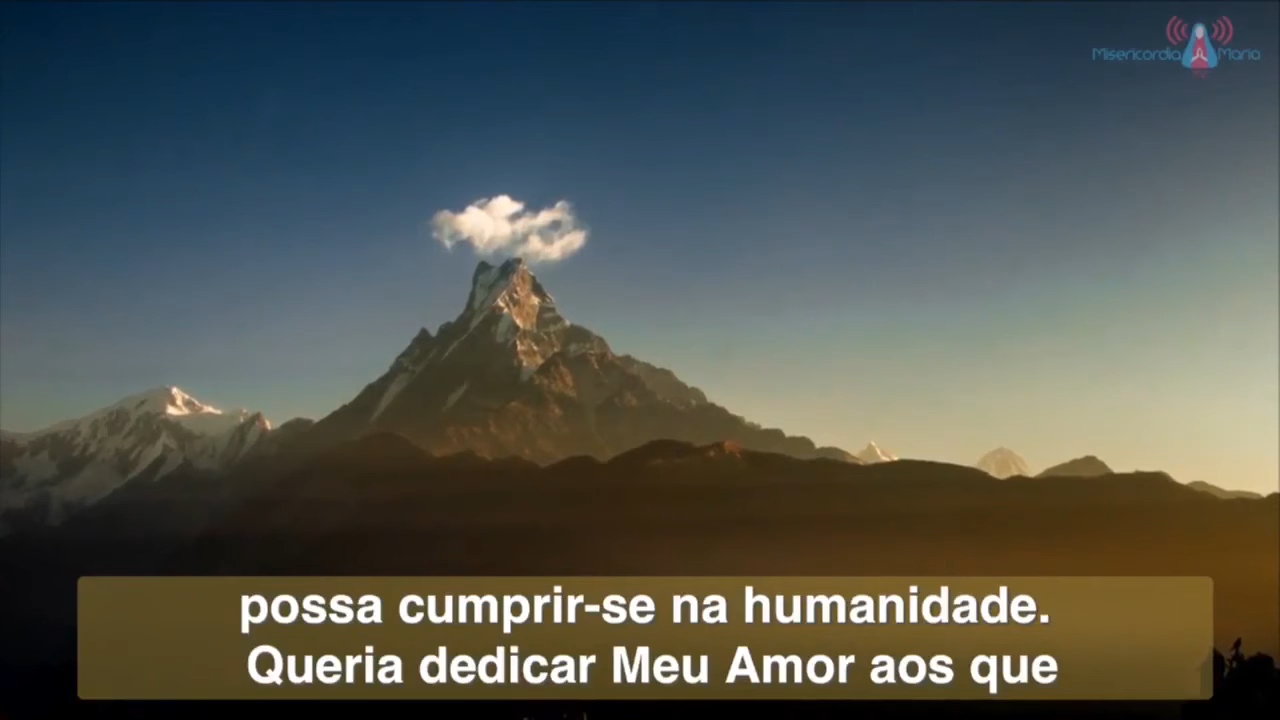 Misericordia Maria
possa cumprir-se na humanidade.
Queria dedicar Meu Amor aos que